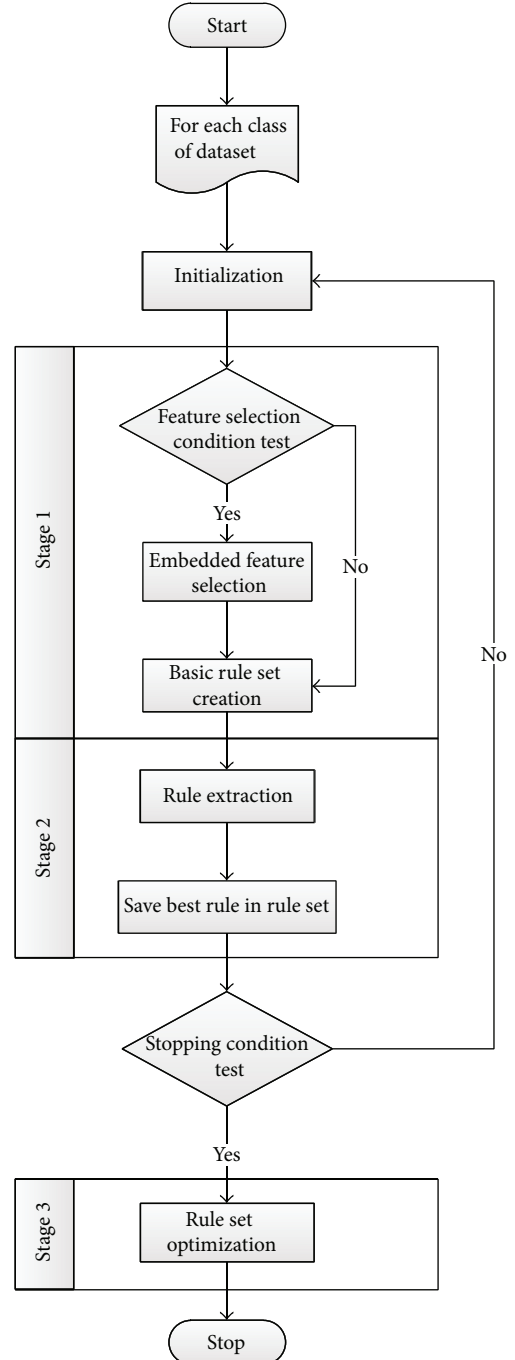 Start
For each class
of dataset
Initialization
Stage 1
Feature selection
condition test
Yes
No
Embedded feature
selection
Basic rule set
creation
No
Stage 2
Rule extraction
Save best rule in rule set
Stopping condition
test
Yes
Stage 3
Rule set
optimization
Stop